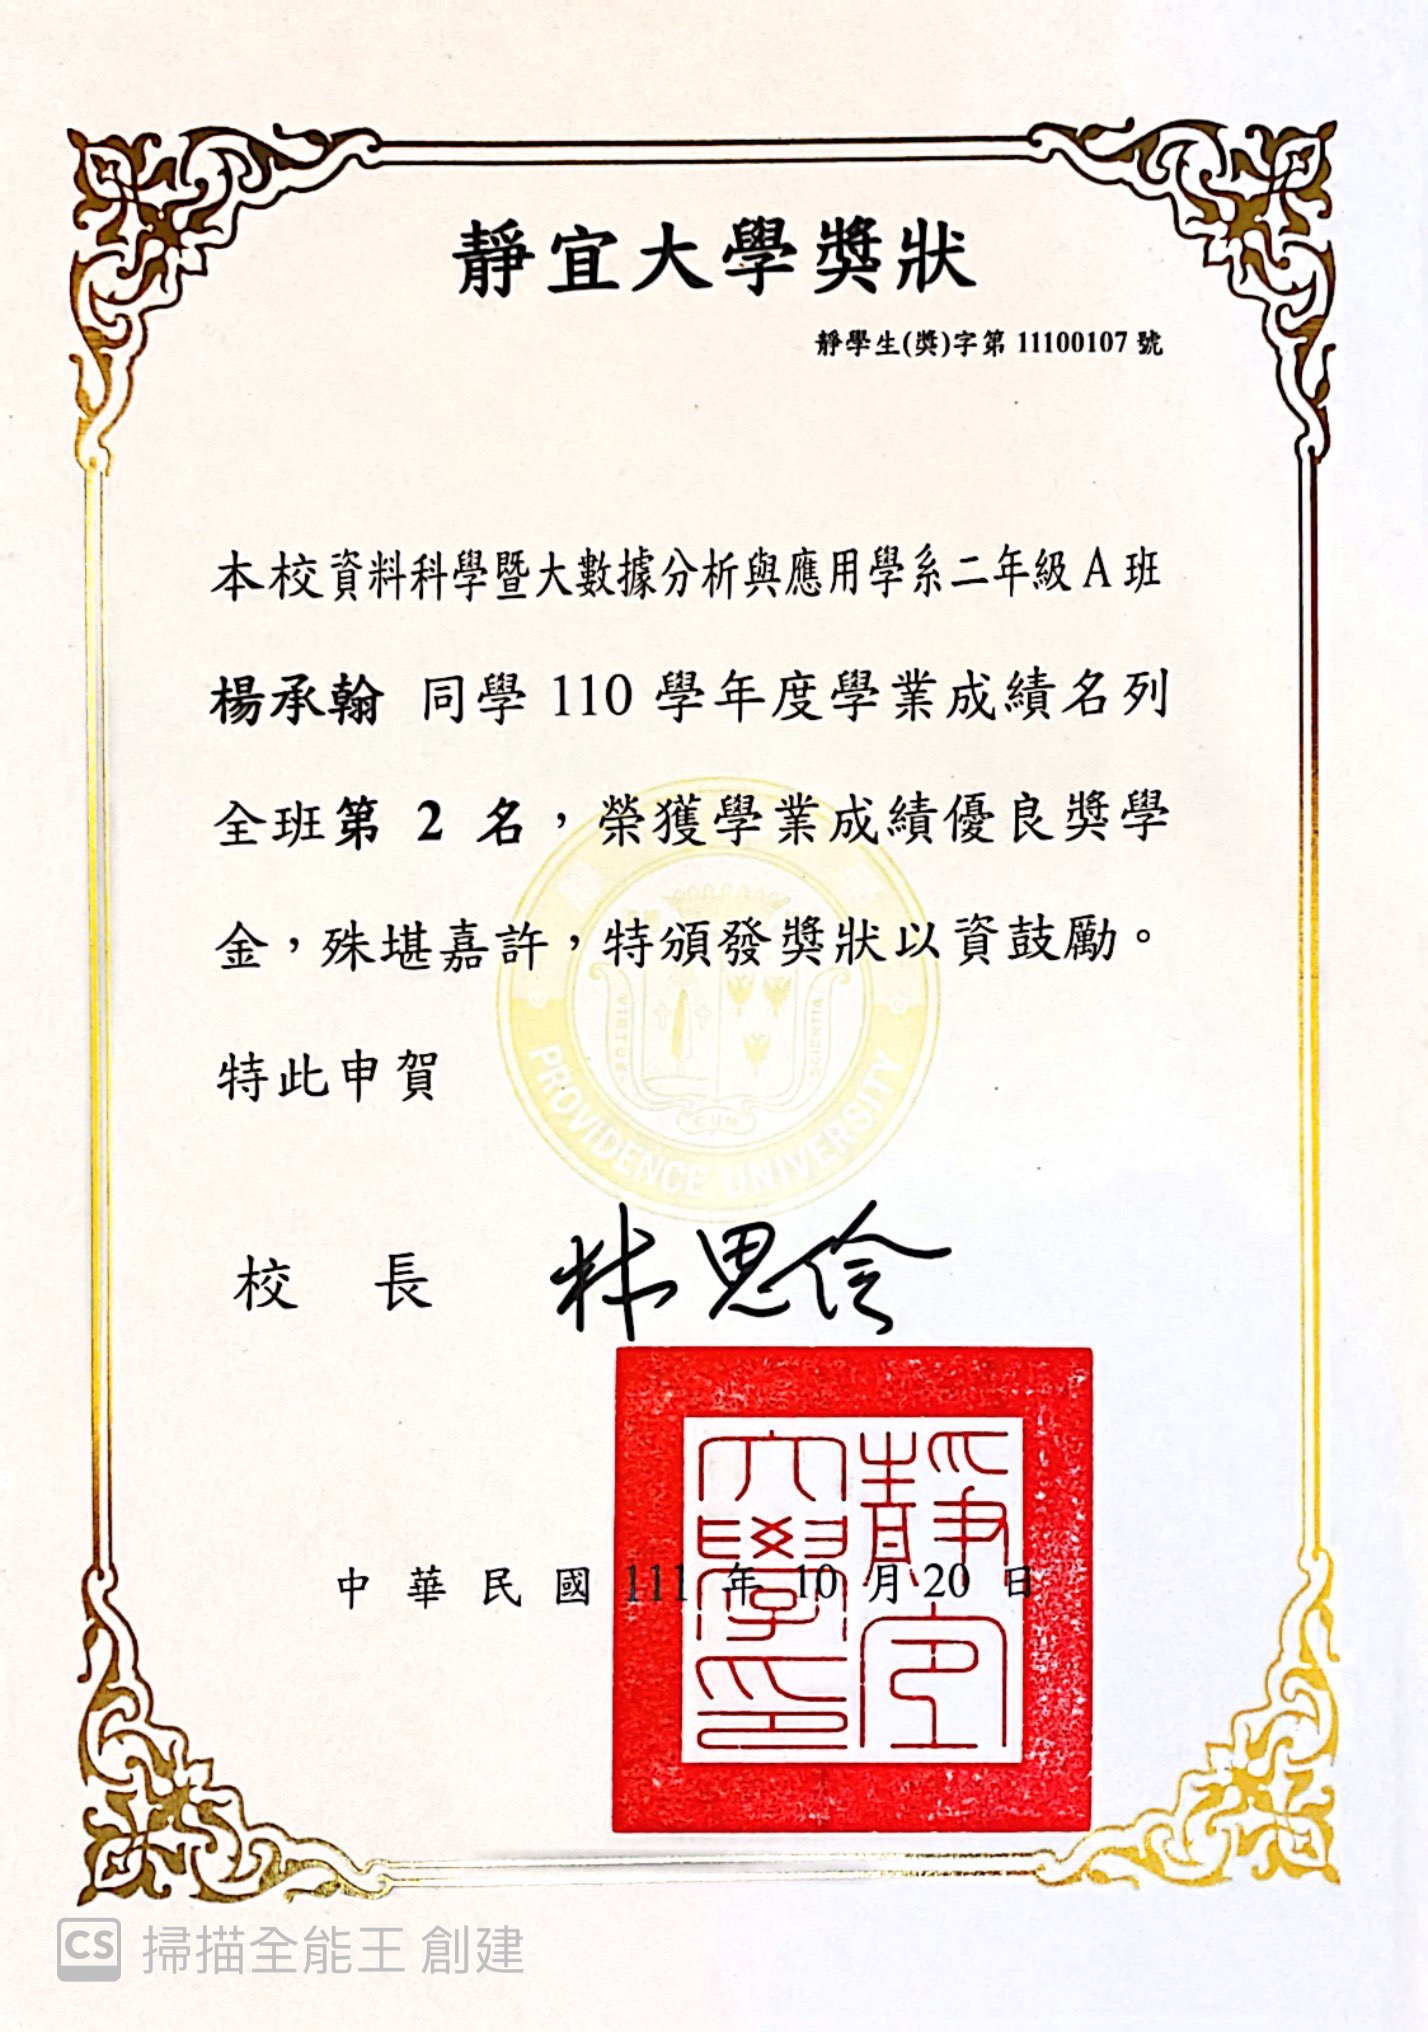 靜宜大學獎狀
靜學生(獎)字第 11100107 號
本校資料科學暨大數據分析與應用學系二年級A班
楊承翰 同學 110 學年度學業成績名列
全班第 2 名，榮獲學業成績優良獎學
金，殊堪嘉許，特頒發獎狀以資鼓勵。
特此申賀
VIRTUS
SCIENTIA
CUM
PROVIDENCE UNIVERSITY
校 長 林思伶
靜宜
大學印
中 華 民 國 111 年 10 月 20 日
CS 掃描全能王 創建